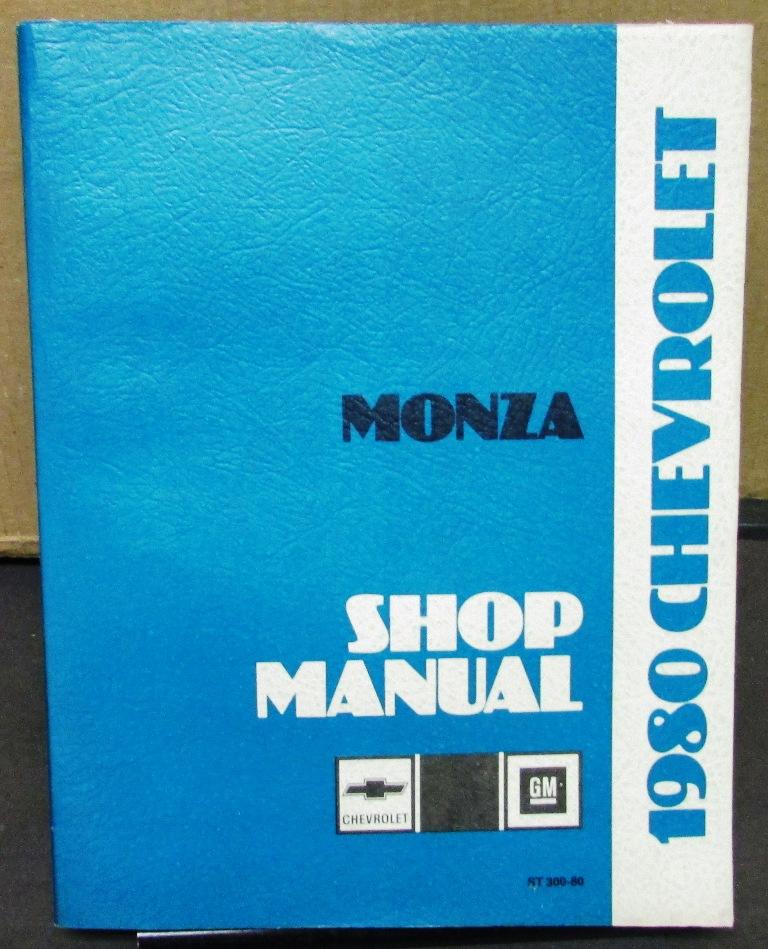 MONZA
SHOP
MANUAL
CHEVROLET
GM
ST 300-80
1980 CHEVROLET